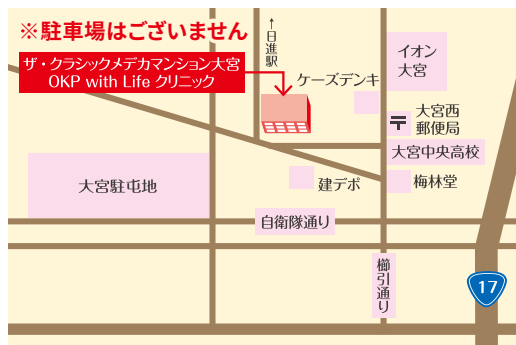 ※駐車場はございません
ザ・クラシックメデカマンション大宮
OKP with Life クリニック
↑日進駅
ケーズデンキ
イオン
大宮
〒
大宮西
郵便局
大宮中央高校
梅林堂
建デポ
大宮駐屯地
自衛隊通り
櫛引通り
17